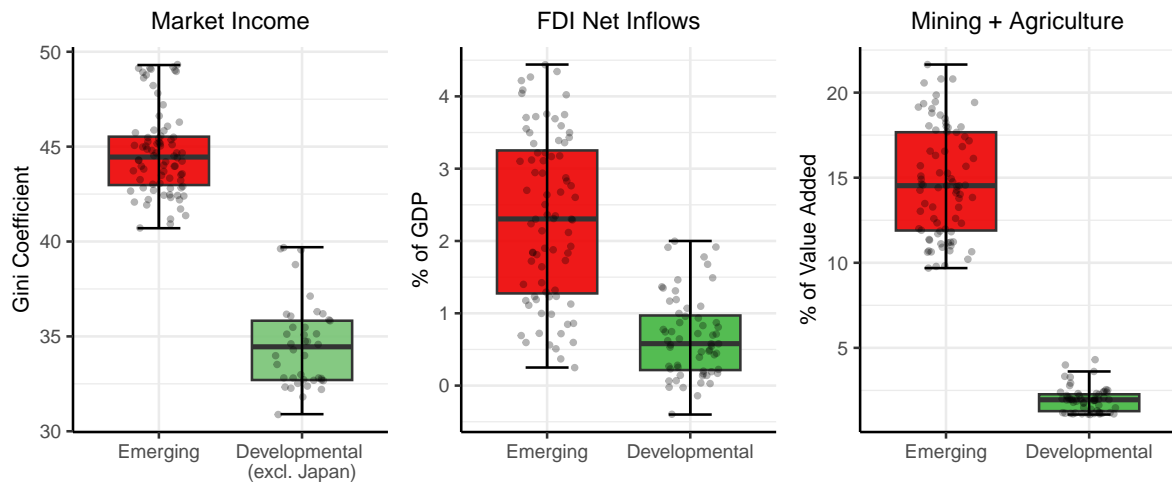 Market Income
FDI Net Inflows
Mining + Agriculture
Gini Coefficient
50
45
40
35
30
Emerging
Developmental
(excl. Japan)
% of GDP
4
3
2
1
0
Emerging
Developmental
% of Value Added
20
15
10
5
Emerging
Developmental